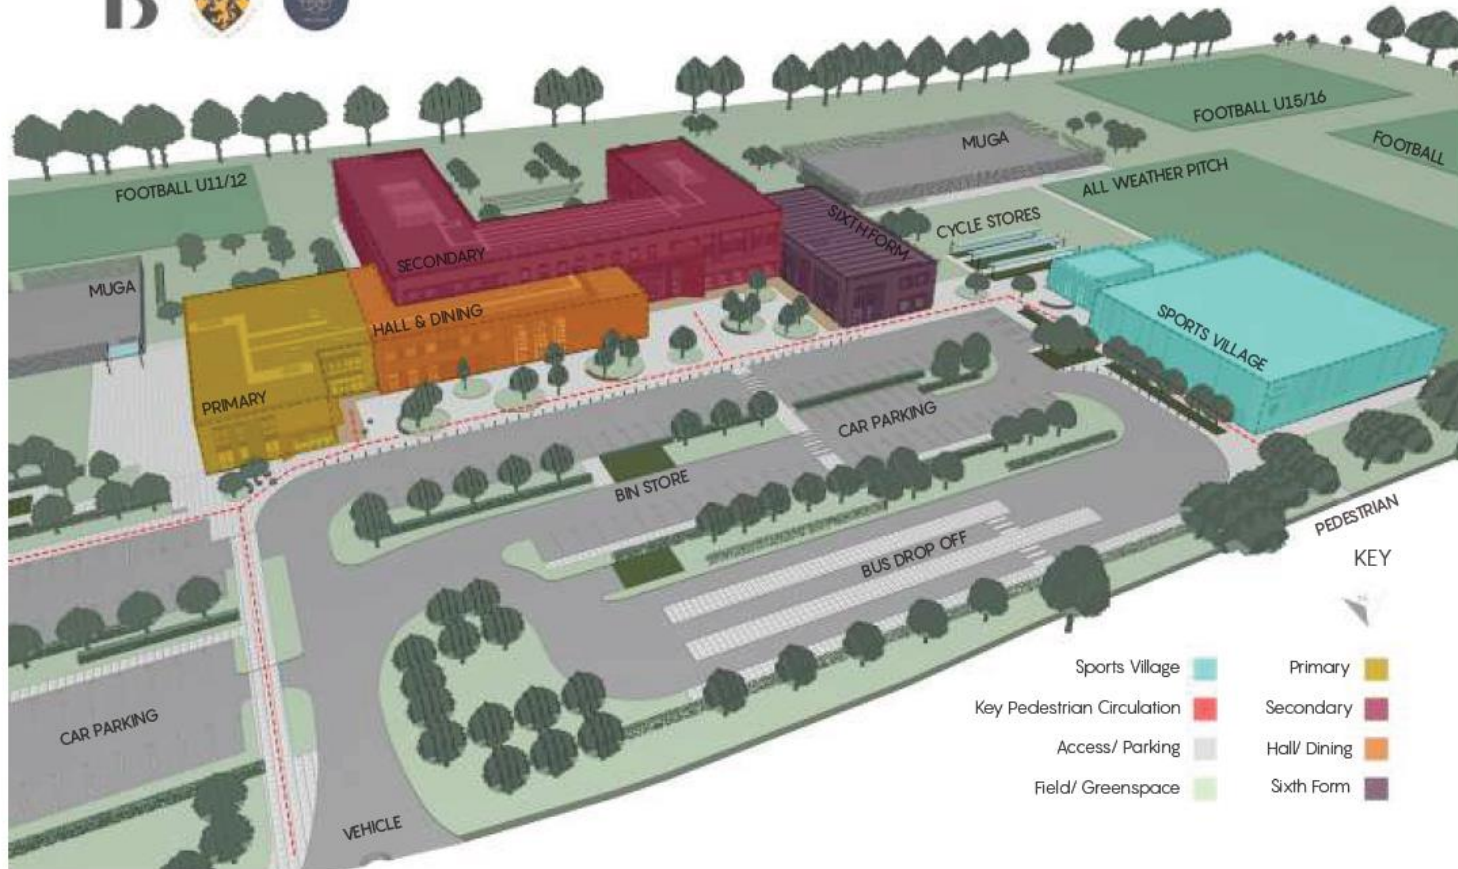 FOOTBALL U15/16
MUGA
FOOTBALL
ALL WEATHER PITCH
FOOTBALL U11/12
SIXTH FORM
CYCLE STORES
SECONDARY
MUGA
HALL & DINING
SPORTS VILLAGE
PRIMARY
CAR PARKING
BIN STORE
PEDESTRIAN
BUS DROP OFF
KEY
Sports Village
Primary
Key Pedestrian Circulation
Secondary
CAR PARKING
Access/ Parking
Hall/ Dining
Field/ Greenspace
Sixth Form
VEHICLE